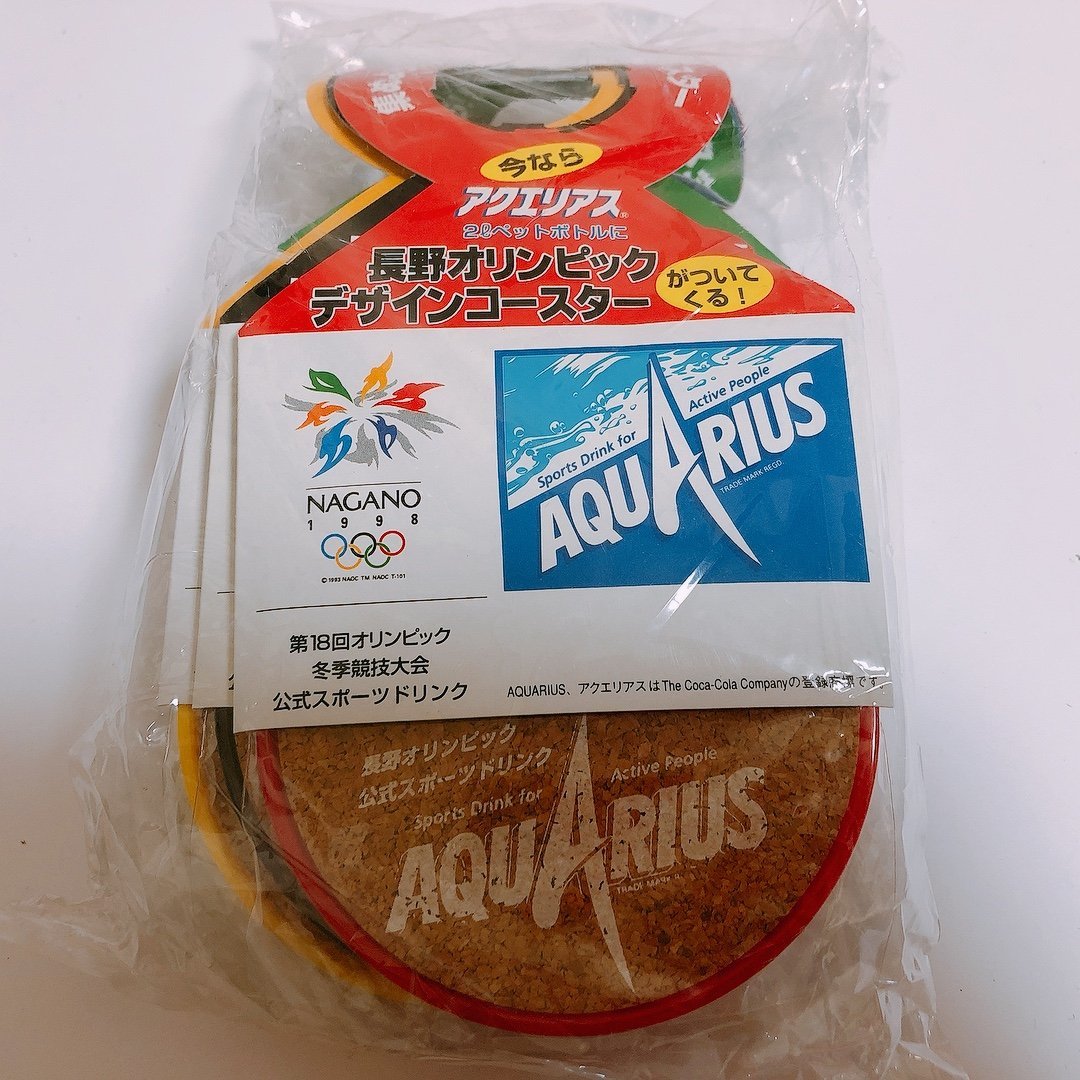 今なら
アクエリアス®
2ℓペットボトルに
長野オリンピック
デザインコースター
がついて
くる！
NAGANO
1998
© 1993 NAOC TM NAOC T-101
第18回オリンピック
冬季競技大会
公式スポーツドリンク
Sports Drink for Active People
AQUARIUS
TRADE MARK REGD
AQUARIUS、アクエリアスはThe Coca-Cola Companyの登録商標です。
長野オリンピック
公式スポーツドリンク
Sports Drink for Active People
AQUARIUS
TRADE MARK R